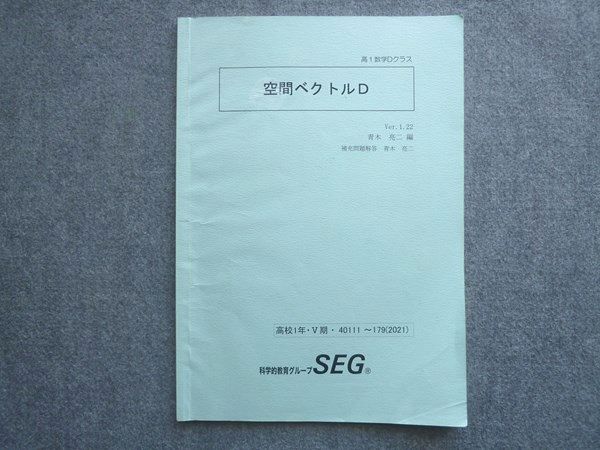 高1数学Dクラス
空間ベクトルD
Ver.1.22
青木 亮二 編
補充問題解答 青木 亮二
高校1年・Ⅴ期・40111 ~179(2021)
科学的教育グループSEG®